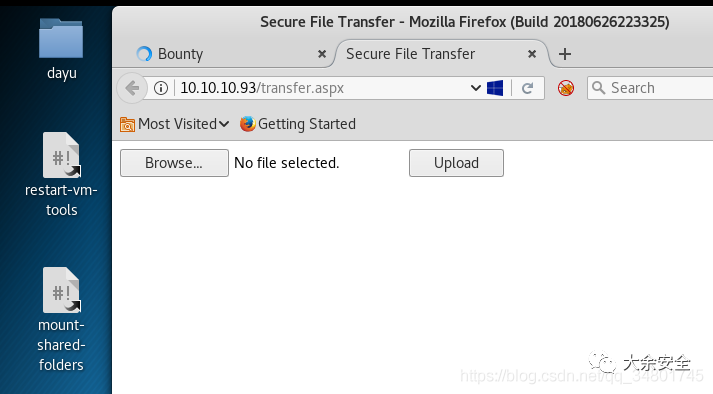 Secure File Transfer - Mozilla Firefox (Build 20180626223325)
Bounty
Secure File Transfer
10.10.10.93/transfer.aspx
Search
Most Visited
Getting Started
Browse...
No file selected.
Upload
dayu
#!
restart-vm-
tools
#!
mount-
shared-
folders
大余安全
https://blog.csdn.net/qq_34801745